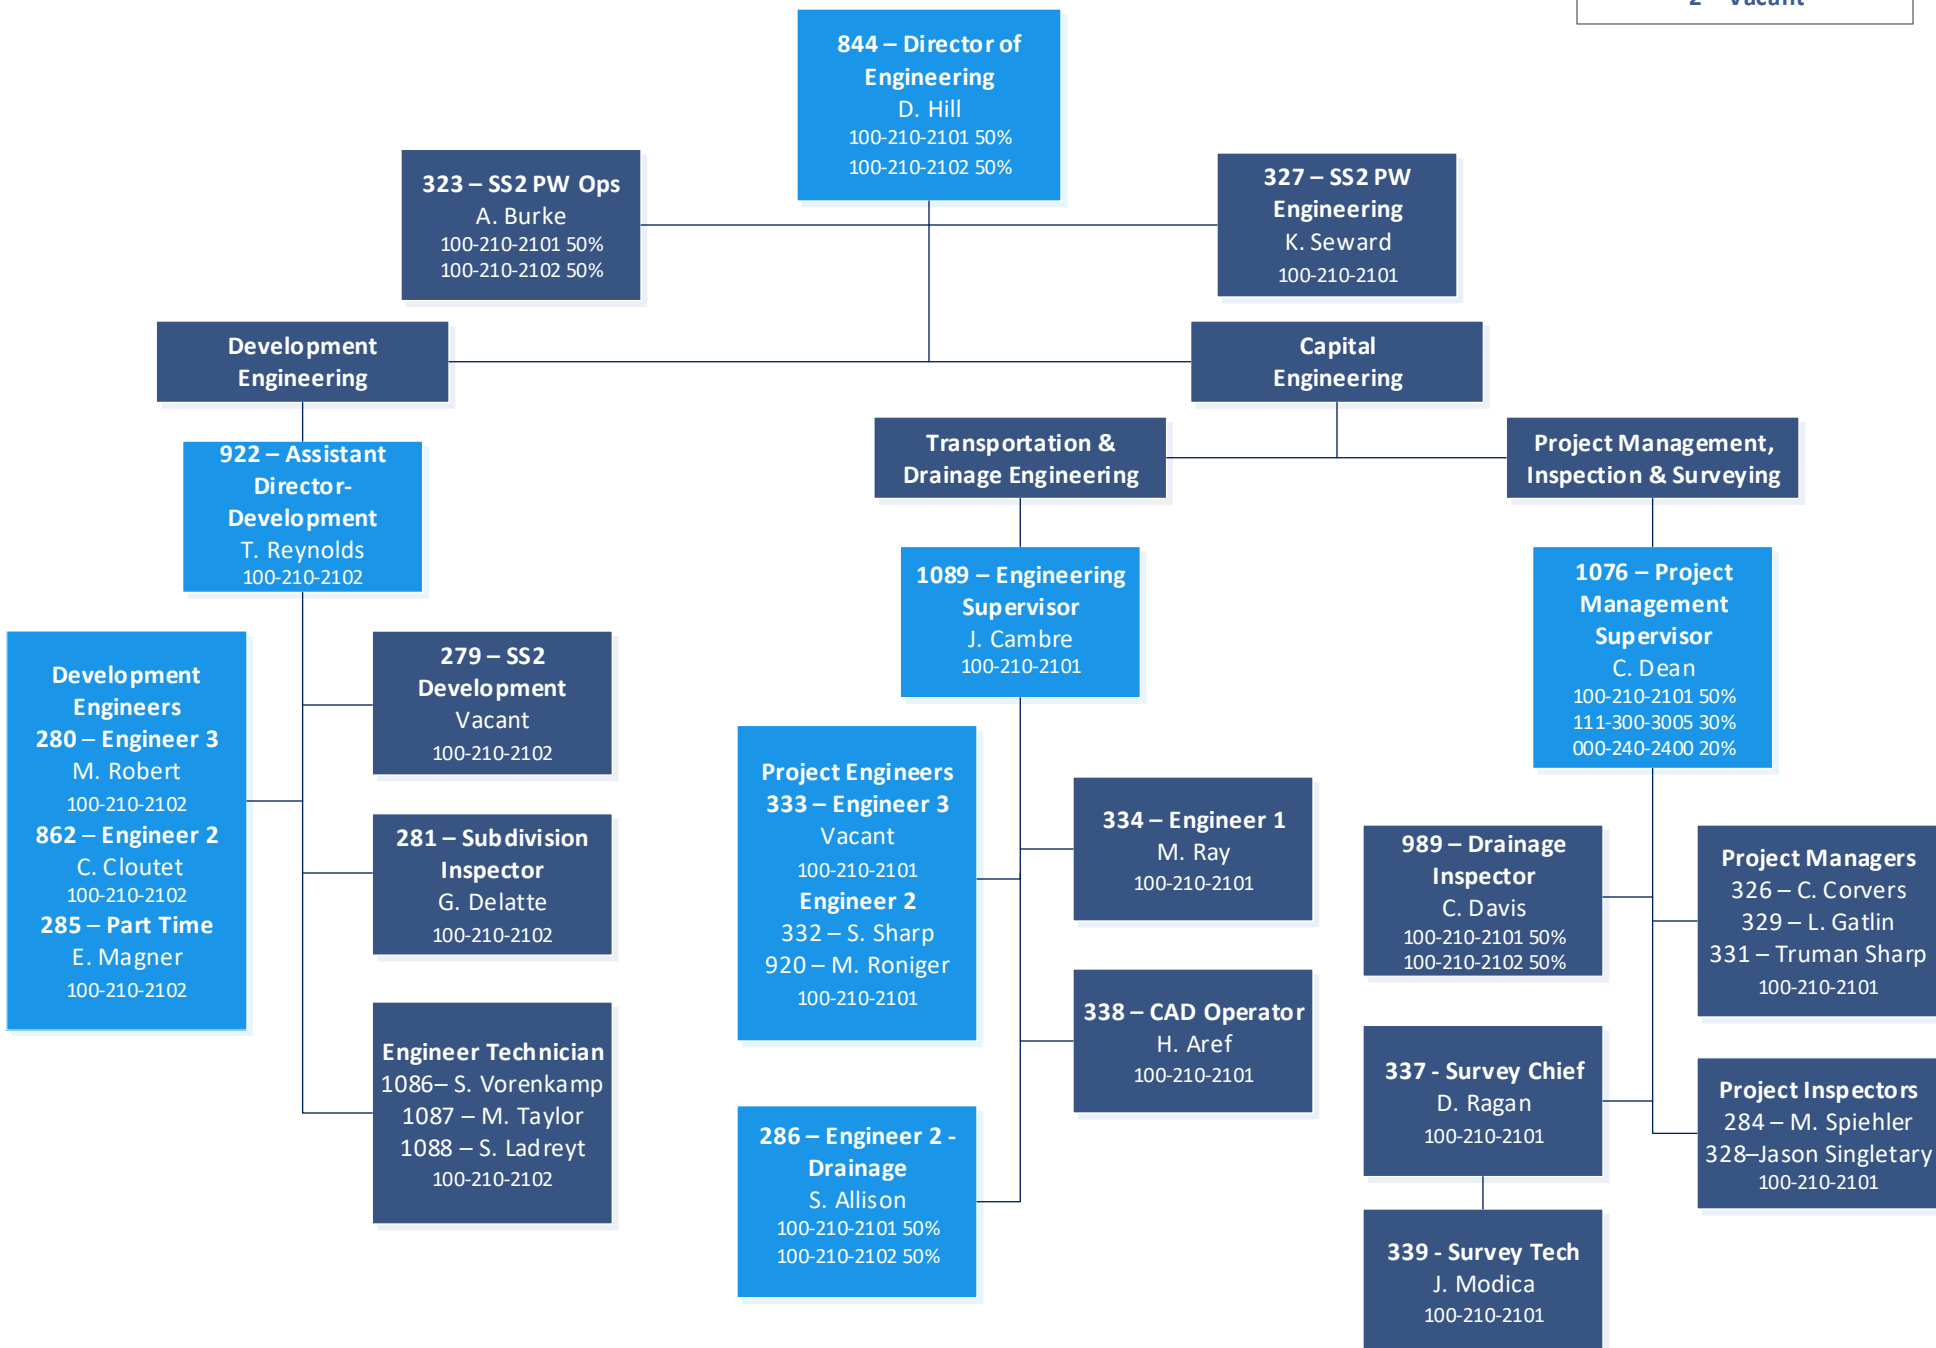 2 – Vacant
844 – Director of
Engineering
D. Hill
100-210-2101 50%
100-210-2102 50%
323 – SS2 PW Ops
A. Burke
100-210-2101 50%
100-210-2102 50%
327 – SS2 PW
Engineering
K. Seward
100-210-2101
Development
Engineering
Capital
Engineering
922 – Assistant
Director-
Development
T. Reynolds
100-210-2102
Transportation &
Drainage Engineering
Project Management,
Inspection & Surveying
Development
Engineers
280 – Engineer 3
M. Robert
100-210-2102
862 – Engineer 2
C. Cloutet
100-210-2102
285 – Part Time
E. Magner
100-210-2102
279 – SS2
Development
Vacant
100-210-2102
281 – Subdivision
Inspector
G. Delatte
100-210-2102
Engineer Technician
1086– S. Vorenkamp
1087 – M. Taylor
1088 – S. Ladreyt
100-210-2102
1089 – Engineering
Supervisor
J. Cambre
100-210-2101
Project Engineers
333 – Engineer 3
Vacant
100-210-2101
Engineer 2
332 – S. Sharp
920 – M. Roniger
100-210-2101
286 – Engineer 2 -
Drainage
S. Allison
100-210-2101 50%
100-210-2102 50%
334 – Engineer 1
M. Ray
100-210-2101
338 – CAD Operator
H. Aref
100-210-2101
1076 – Project
Management
Supervisor
C. Dean
100-210-2101 50%
111-300-3005 30%
000-240-2400 20%
989 – Drainage
Inspector
C. Davis
100-210-2101 50%
100-210-2102 50%
337 - Survey Chief
D. Ragan
100-210-2101
339 - Survey Tech
J. Modica
100-210-2101
Project Managers
326 – C. Corvers
329 – L. Gatlin
331 – Truman Sharp
100-210-2101
Project Inspectors
284 – M. Spiehler
328–Jason Singletary
100-210-2101